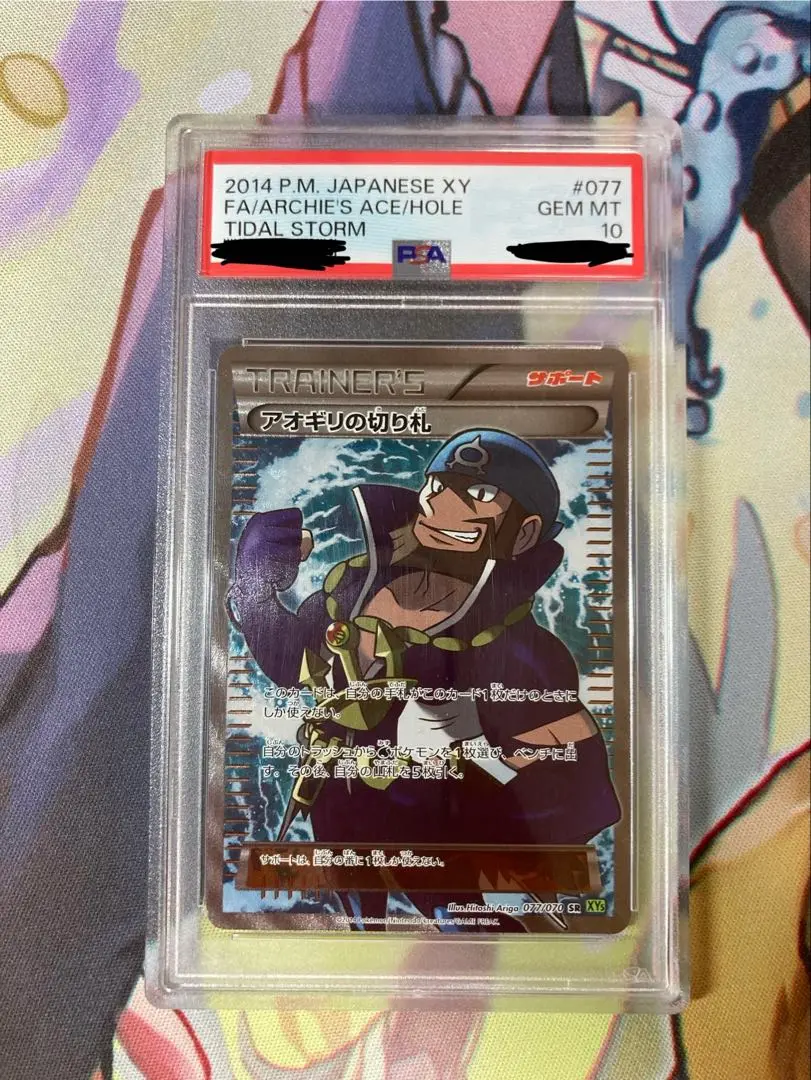 2014 P.M. JAPANESE XY #077
FA/ARCHIE'S ACE/HOLE GEM MT
TIDAL STORM 10
PSA
TRAINER'S サポート
アオギリの切り札
このカードは、自分の手札がこのカード1枚だけのときに
しか使えない。
自分のトラッシュから ポケモンを1枚選び、ベンチに出
す。その後、自分の山札を5枚引く。
サポートは、自分の番に1枚しか使えない。
Illus.Hitoshi Ariga 077/070 SR XY5
©2014 Pokémon/Nintendo/Creatures/GAME FREAK.